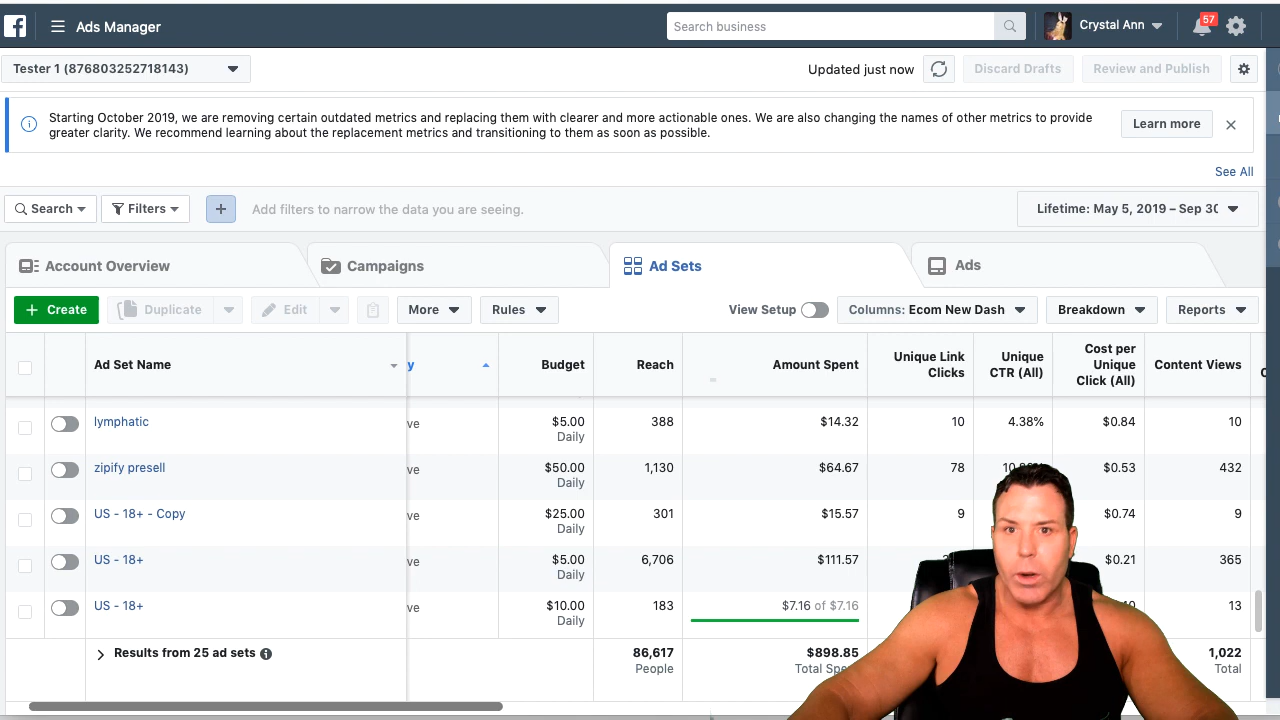 Ads Manager
Search business
Crystal Ann
57
Tester 1 (876803252718143)
Updated just now
Discard Drafts
Review and Publish
Starting October 2019, we are removing certain outdated metrics and replacing them with clearer and more actionable ones. We are also changing the names of other metrics to provide
greater clarity. We recommend learning about the replacement metrics and transitioning to them as soon as possible.
Learn more
See All
Search
Filters
Add filters to narrow the data you are seeing.
Lifetime: May 5, 2019 – Sep 30
Account Overview
Campaigns
Ad Sets
Ads
Create
Duplicate
Edit
More
Rules
View Setup
Columns: Ecom New Dash
Breakdown
Reports
Ad Set Name
y
Budget
Reach
Amount Spent
Unique Link
Clicks
Unique
CTR (All)
Cost per
Unique
Click (All)
Content Views
lymphatic
ve
$5.00
Daily
388
$14.32
10
4.38%
$0.84
10
zipify presell
ve
$50.00
Daily
1,130
$64.67
78
$0.53
432
US - 18+ - Copy
ve
$25.00
Daily
301
$15.57
9
$0.74
9
US - 18+
ve
$5.00
Daily
6,706
$111.57
$0.21
365
US - 18+
ve
$10.00
Daily
183
$7.16 of $7.16
13
Results from 25 ad sets
86,617
People
$898.85
Total
1,022
Total